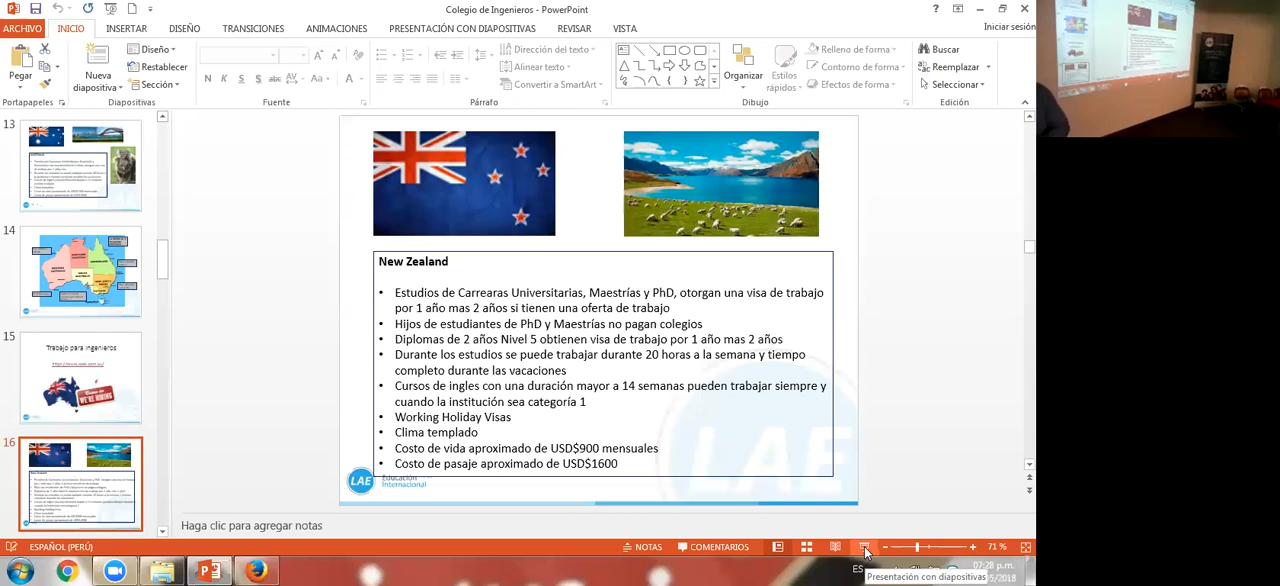 Colegio de Ingenieros - PowerPoint
ARCHIVO INICIO INSERTAR DISEÑO TRANSICIONES ANIMACIONES PRESENTACIÓN CON DIAPOSITIVAS REVISAR VISTA
Iniciar sesión
Pegar
Nueva diapositiva
Diseño
Restablecer
Sección
N K S S abc AV Aa A
Dirección del texto
Alinear texto
Convertir a SmartArt
Organizar
Estilos rápidos
Relleno de forma
Contorno de forma
Efectos de forma
Buscar
Reemplazar
Seleccionar
Portapapeles Diapositivas Fuente Párrafo Dibujo Edición
13
14
15
Trabajo para Ingenieros
WE'RE HIRING
16
New Zealand
• Estudios de Carrearas Universitarias, Maestrías y PhD, otorgan una visa de trabajo
por 1 año mas 2 años si tienen una oferta de trabajo
• Hijos de estudiantes de PhD y Maestrías no pagan colegios
• Diplomas de 2 años Nivel 5 obtienen visa de trabajo por 1 año mas 2 años
• Durante los estudios se puede trabajar durante 20 horas a la semana y tiempo
completo durante las vacaciones
• Cursos de ingles con una duración mayor a 14 semanas pueden trabajar siempre y
cuando la institución sea categoría 1
• Working Holiday Visas
• Clima templado
• Costo de vida aproximado de USD$900 mensuales
• Costo de pasaje aproximado de USD$1600
LAE Educación
Internacional
Haga clic para agregar notas
ESPAÑOL (PERÚ) NOTAS COMENTARIOS 71 %
ES 07:28 p.m.
Presentación con diapositivas /05/2018